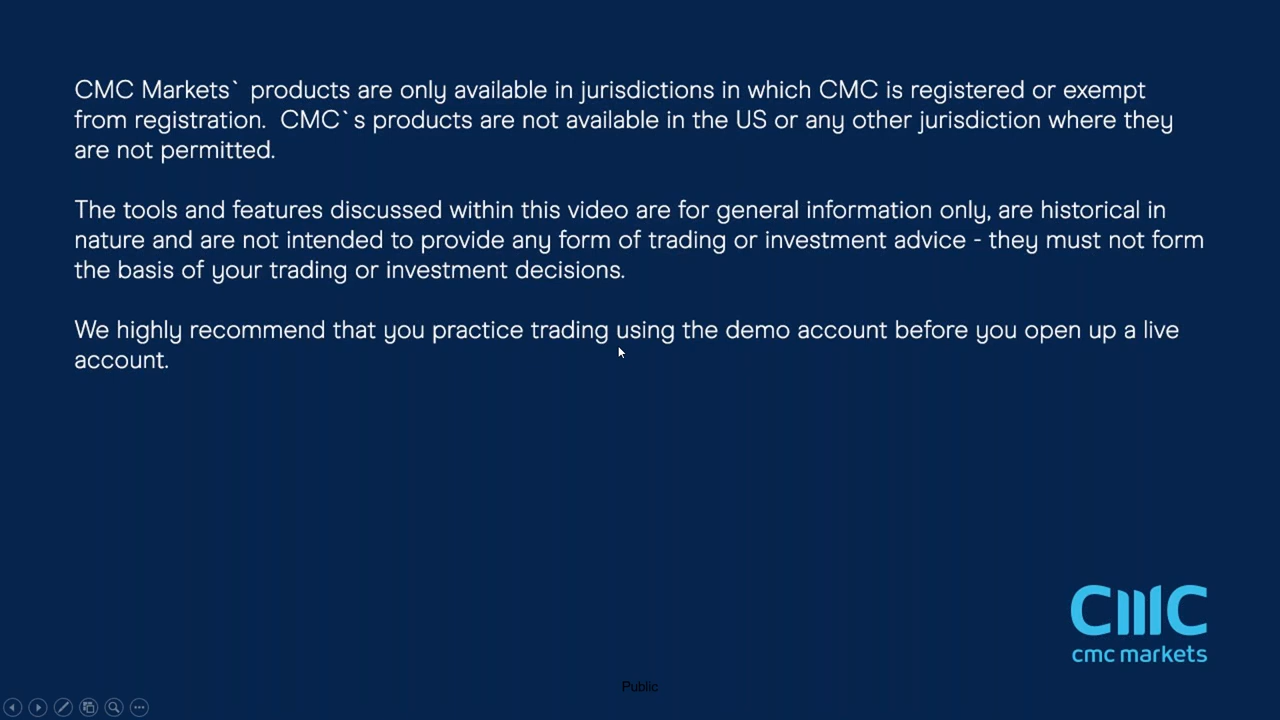 CMC Markets` products are only available in jurisdictions in which CMC is registered or exempt
from registration.  CMC`s products are not available in the US or any other jurisdiction where they
are not permitted.
The tools and features discussed within this video are for general information only, are historical in
nature and are not intended to provide any form of trading or investment advice - they must not form
the basis of your trading or investment decisions.
We highly recommend that you practice trading using the demo account before you open up a live
account.
CMC
cmc markets
Public